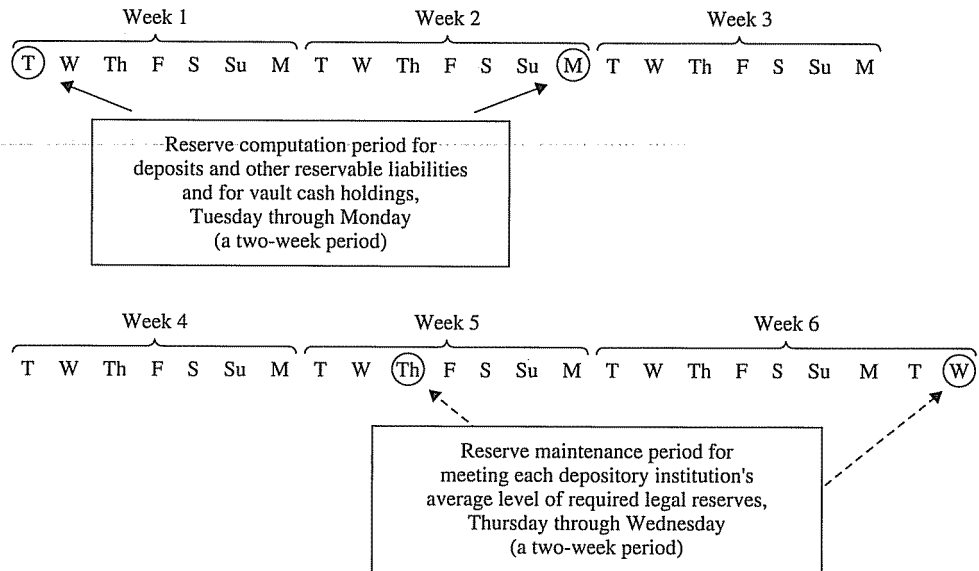 Week 1 Week 2 Week 3
T W Th F S Su M T W Th F S Su M T W Th F S Su M
Reserve computation period for
deposits and other reservable liabilities
and for vault cash holdings,
Tuesday through Monday
(a two-week period)
Week 4 Week 5 Week 6
T W Th F S Su M T W Th F S Su M T W Th F S Su M T W
Reserve maintenance period for
meeting each depository institution's
average level of required legal reserves,
Thursday through Wednesday
(a two-week period)